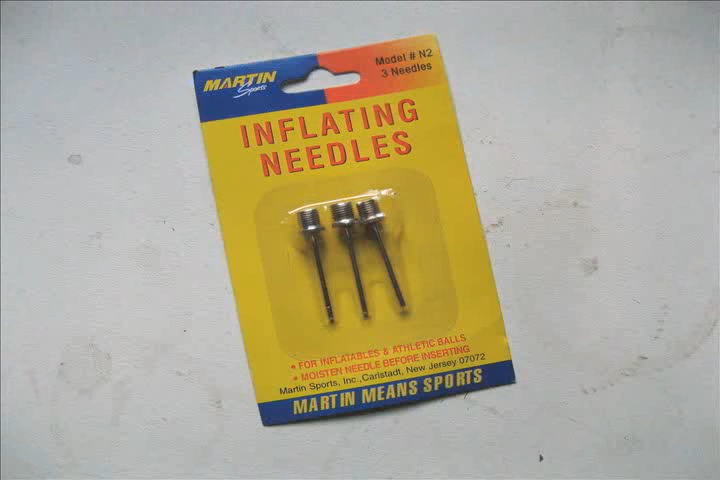 MARTIN
Sports
Model # N2
3 Needles
INFLATING
NEEDLES
• FOR INFLATABLES & ATHLETIC BALLS
• MOISTEN NEEDLE BEFORE INSERTING
Martin Sports, Inc.,Carlstadt, New Jersey 07072
MARTIN MEANS SPORTS